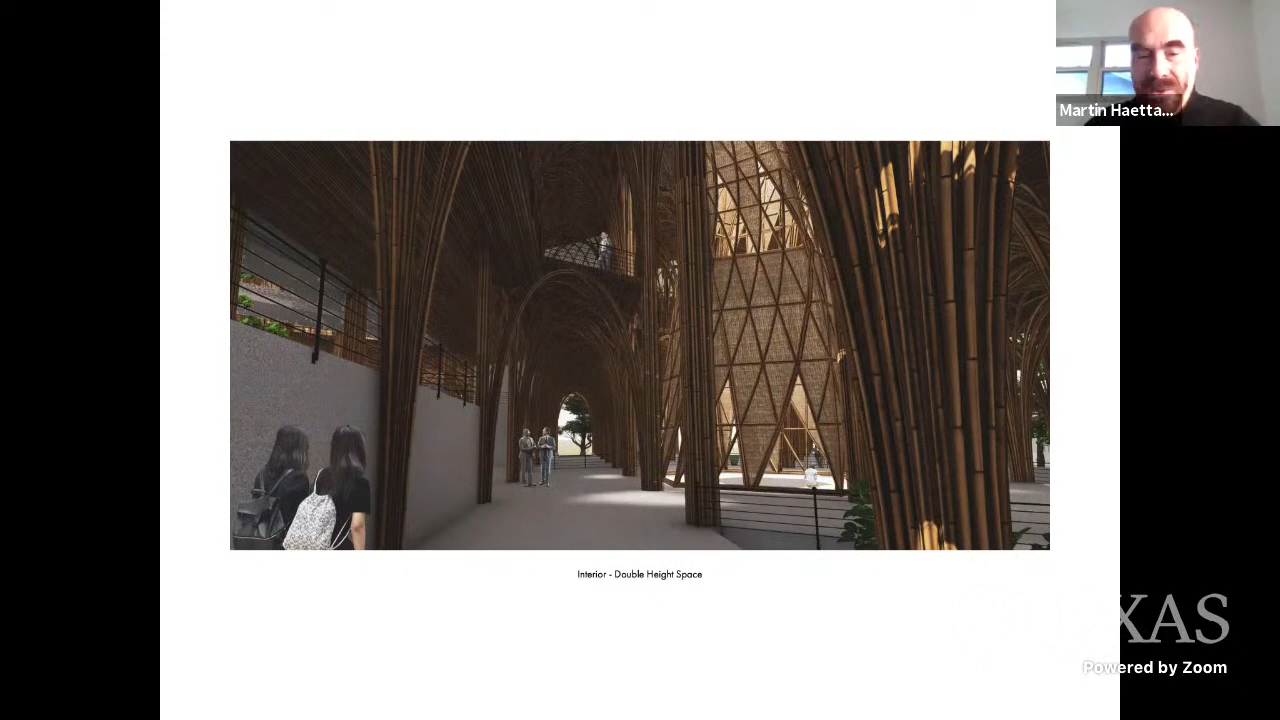 Martin Haetta...
Interior - Double Height Space
XAS
Powered by Zoom